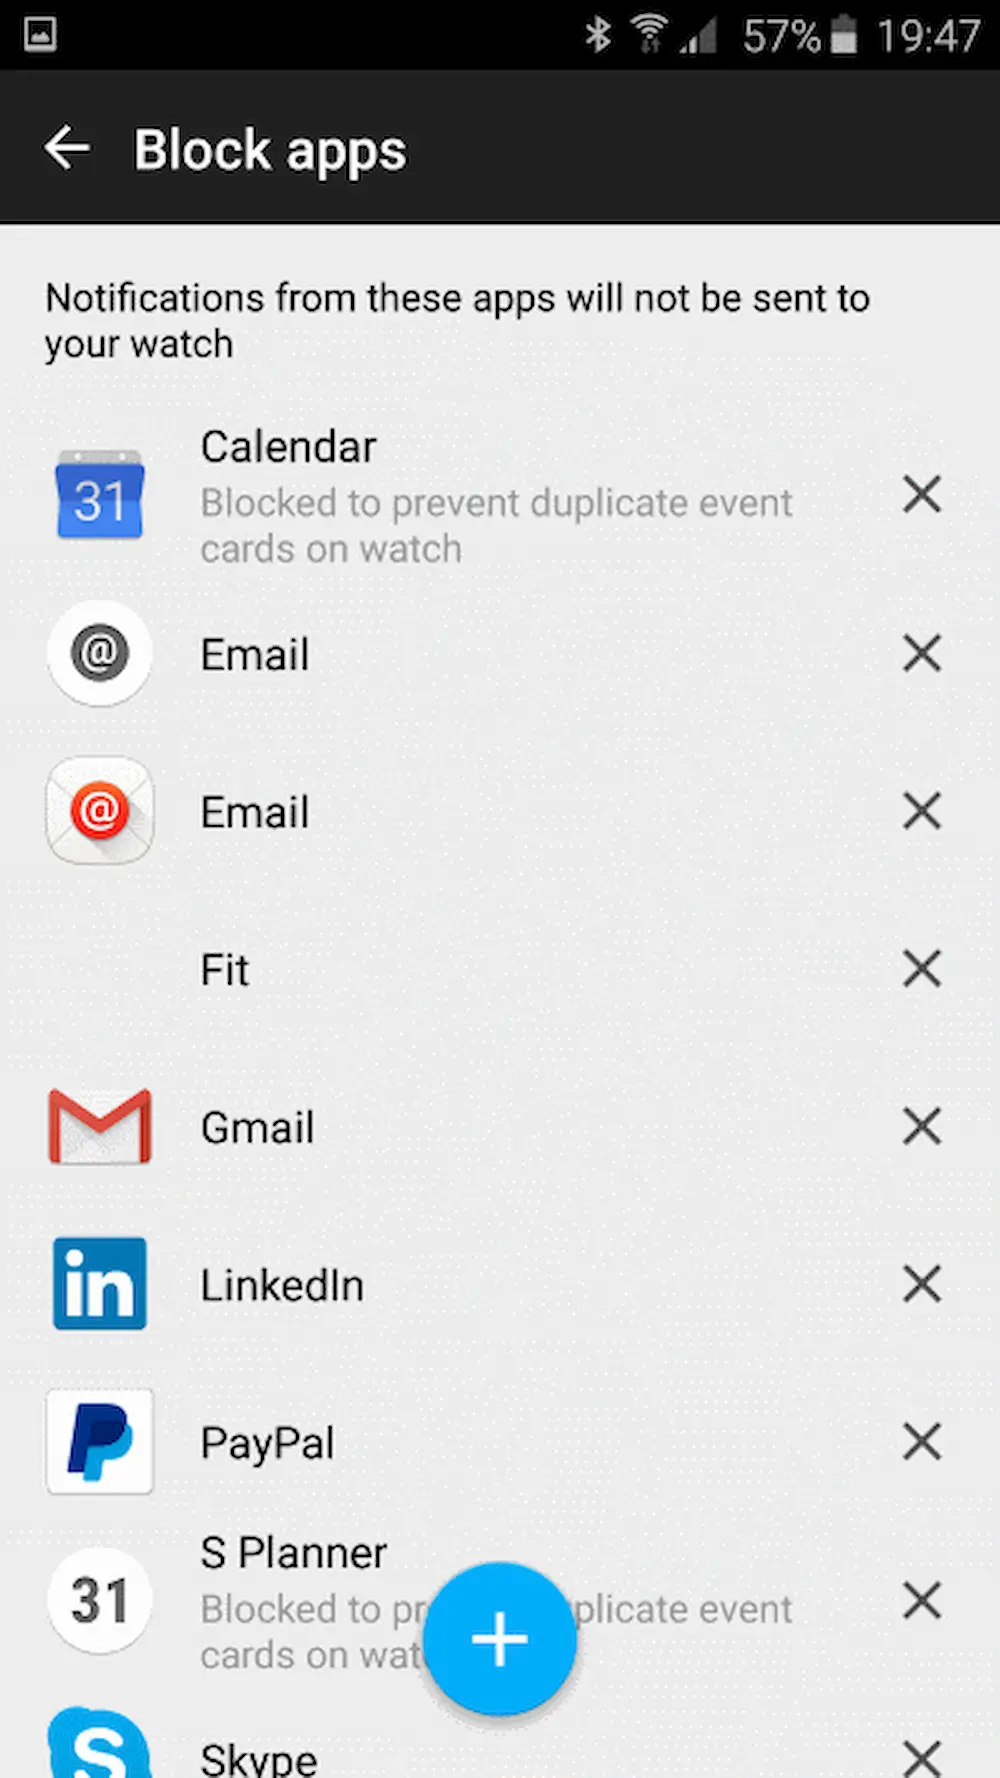 57% 19:47
Block apps
Notifications from these apps will not be sent to
your watch
Calendar
31
Blocked to prevent duplicate event
cards on watch
@ Email
@ Email
Fit
Gmail
in LinkedIn
P PayPal
S Planner
31
Blocked to pr plicate event
cards on wat
S Skype